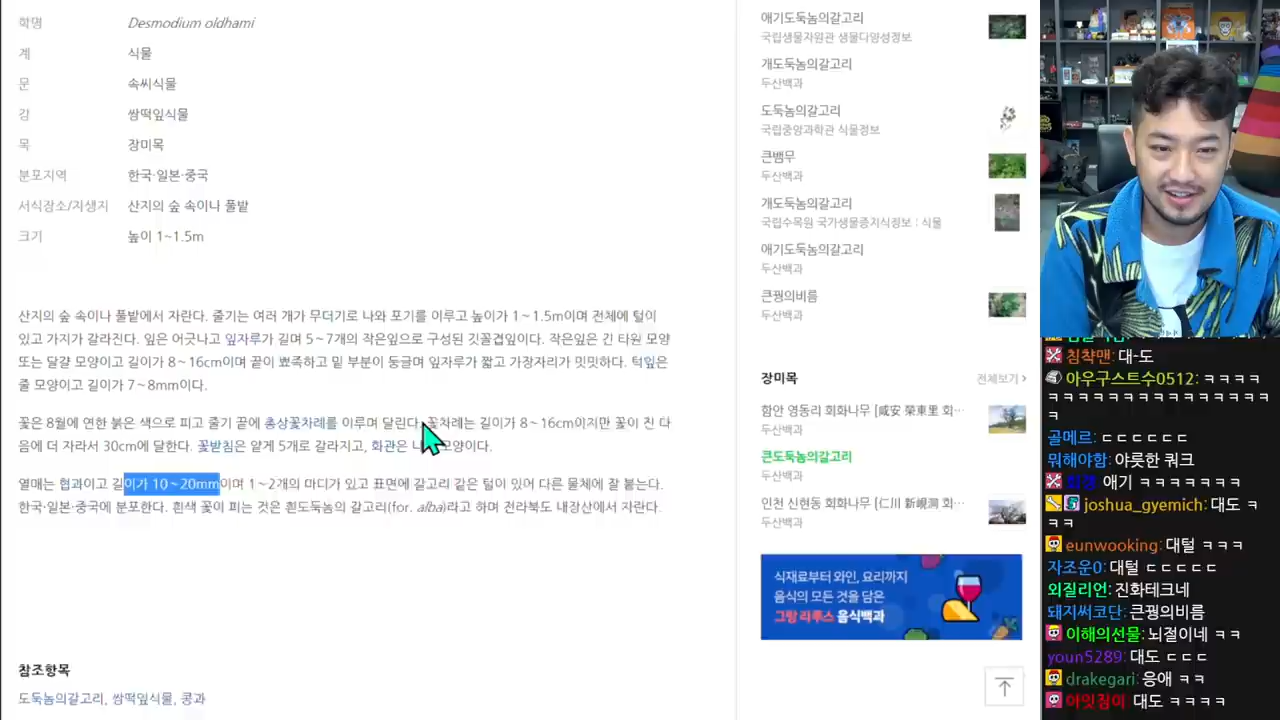 학명 Desmodium oldhami
계 식물
문 속씨식물
강 쌍떡잎식물
목 장미목
분포지역 한국·일본·중국
서식장소/자생지 산지의 숲 속이나 풀밭
크기 높이 1~1.5m
산지의 숲 속이나 풀밭에서 자란다. 줄기는 여러 개가 무더기로 나와 포기를 이루고 높이가 1~1.5m이며 전체에 털이
있고 가지가 갈라진다. 잎은 어긋나고 잎자루가 길며 5~7개의 작은잎으로 구성된 깃꼴겹잎이다. 작은잎은 긴 타원 모양
또는 달걀 모양이고 길이가 8~16cm이며 끝이 뾰족하고 밑 부분이 둥글며 잎자루가 짧고 가장자리가 밋밋하다. 턱잎은
줄 모양이고 길이가 7~8mm이다.
꽃은 8월에 연한 붉은 색으로 피고 줄기 끝에 총상꽃차례를 이루며 달린다. 꽃차례는 길이가 8~16cm이지만 꽃이 진 다
음에 더 자라서 30cm에 달한다. 꽃받침은 얕게 5개로 갈라지고, 화관은 모양이다.
열매는 협과이고 길이가 10~20mm이며 1~2개의 마디가 있고 표면에 갈고리 같은 털이 있어 다른 물체에 잘 붙는다.
한국·일본·중국에 분포한다. 흰색 꽃이 피는 것은 흰도둑놈의 갈고리(for. alba)라고 하며 전라북도 내장산에서 자란다.
참조항목
도둑놈의갈고리, 쌍떡잎식물, 콩과
애기도둑놈의갈고리
국립생물자원관 생물다양성정보
개도둑놈의갈고리
두산백과
도둑놈의갈고리
국립중앙과학관 식물정보
큰뱀무
두산백과
개도둑놈의갈고리
국립수목원 국가생물종지식정보 : 식물
애기도둑놈의갈고리
두산백과
큰꿩의비름
두산백과
장미목 전체보기 >
함안 영동리 회화나무 [咸安 榮東里 회…
두산백과
큰도둑놈의갈고리
두산백과
인천 신현동 회화나무 [仁川 新峴洞 회…
두산백과
식재료부터 와인, 요리까지
음식의 모든 것을 담은
그랑 라루스 음식백과
침착맨: 대-도
아우구스트수0512: ㅋㅋㅋㅋ
ㅋㅋㅋㅋㅋㅋㅋㅋㅋㅋㅋㅋㅋㅋ
ㅋ
골메르: ㄷㄷㄷㄷㄷㄷ
뭐해야함: 야릇한 쿼크
애기 ㅋㅋㅋㅋㅋㅋㅋ
joshua_gyemich: 대도 ㅋ
ㅋㅋ
eunwooking: 대털 ㅋㅋㅋ
자조운0: 대털 ㄷㄷㄷㄷㄷ
외질리언: 진화테크네
돼지써코단: 큰꿩의비름
이해의선물: 뇌절이네 ㅋㅋ
youn5289: 대도 ㄷㄷㄷ
drakegari: 응애 ㅋㅋ
아잇침이 대도 ㅋㅋㅋㅋ